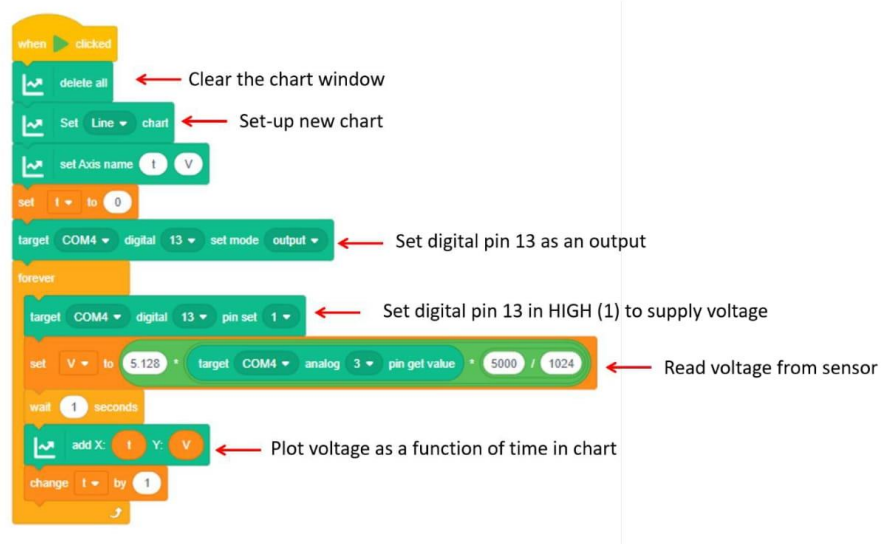 when clicked
delete all
Clear the chart window
Set Line chart
Set-up new chart
set Axis name t V
set t to 0
target COM4 digital 13 set mode output
Set digital pin 13 as an output
forever
target COM4 digital 13 pin set 1
Set digital pin 13 in HIGH (1) to supply voltage
set V to 5.128 * target COM4 analog 3 pin get value * 5000 / 1024
Read voltage from sensor
wait 1 seconds
add X: t Y: V
Plot voltage as a function of time in chart
change t by 1